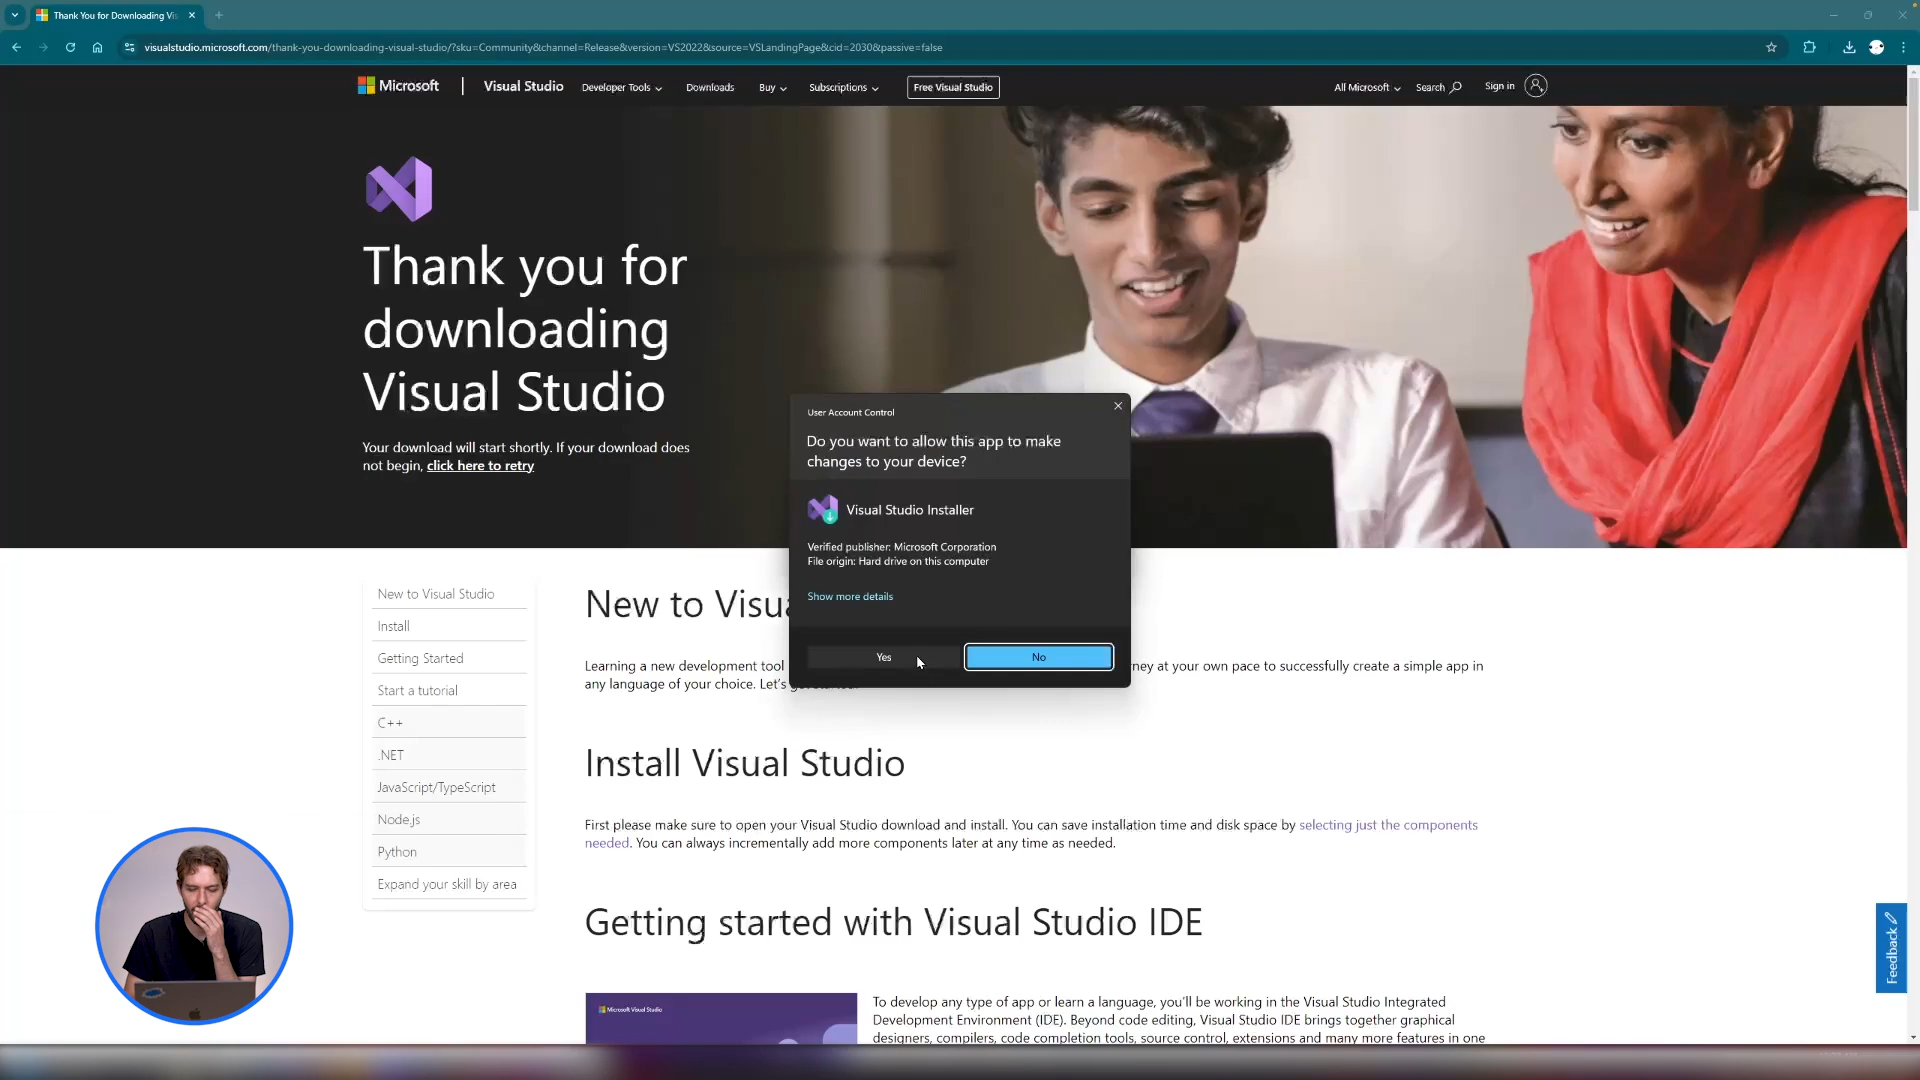 Thank You for Downloading Vis
visualstudio.microsoft.com/thank-you-downloading-visual-studio/?sku=Community&channel=Release&version=VS2022&source=VSLandingPage&cid=2030&passive=false
Microsoft
Visual Studio
Developer Tools
Downloads
Buy
Subscriptions
Free Visual Studio
All Microsoft
Search
Sign in
Thank you for
downloading
Visual Studio
Your download will start shortly. If your download does
not begin, click here to retry
User Account Control
Do you want to allow this app to make
changes to your device?
Visual Studio Installer
Verified publisher: Microsoft Corporation
File origin: Hard drive on this computer
Show more details
Yes
No
New to Visual Studio
Install
Getting Started
Start a tutorial
C++
.NET
JavaScript/TypeScript
Node.js
Python
Expand your skill by area
New to Visu
Learning a new development tool
rney at your own pace to successfully create a simple app in
any language of your choice. Let's
Install Visual Studio
First please make sure to open your Visual Studio download and install. You can save installation time and disk space by selecting just the components
needed. You can always incrementally add more components later at any time as needed.
Getting started with Visual Studio IDE
Microsoft Visual Studio
To develop any type of app or learn a language, you'll be working in the Visual Studio Integrated
Development Environment (IDE). Beyond code editing, Visual Studio IDE brings together graphical
designers, compilers, code completion tools, source control, extensions and many more features in one
Feedback